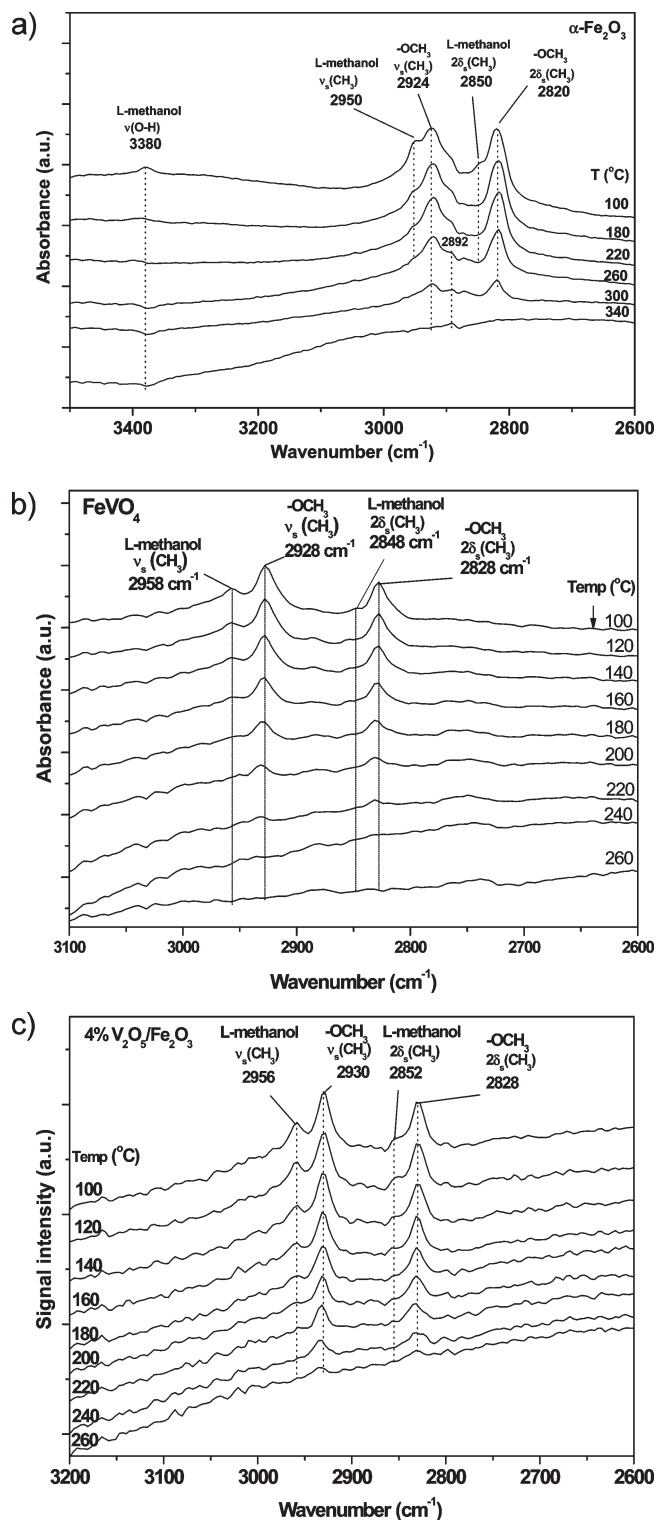 a)
α-Fe₂O₃
L-methanol
νₛ(CH₃)
2950
-OCH₃
νₛ(CH₃)
2924
L-methanol
2δₛ(CH₃)
2850
-OCH₃
2δₛ(CH₃)
2820
L-methanol
ν(O-H)
3380
T (°C)
100
180
220
260
300
340
2892
Absorbance (a.u.)
3400 3200 3000 2800 2600
Wavenumber (cm⁻¹)
b)
FeVO₄
L-methanol
νₛ (CH₃)
2958 cm⁻¹
-OCH₃
νₛ (CH₃)
2928 cm⁻¹
L-methanol
2δₛ(CH₃)
2848 cm⁻¹
-OCH₃
2δₛ(CH₃)
2828 cm⁻¹
Temp (°C)
100
120
140
160
180
200
220
240
260
Absorbance (a.u.)
3100 3000 2900 2800 2700 2600
Wavenumber (cm⁻¹)
c)
4% V₂O₅/Fe₂O₃
L-methanol
νₛ(CH₃)
2956
-OCH₃
νₛ(CH₃)
2930
L-methanol
2δₛ(CH₃)
2852
-OCH₃
2δₛ(CH₃)
2828
Temp (°C)
100
120
140
160
180
200
220
240
260
Signal intensity (a.u.)
3200 3100 3000 2900 2800 2700 2600
Wavenumber (cm⁻¹)